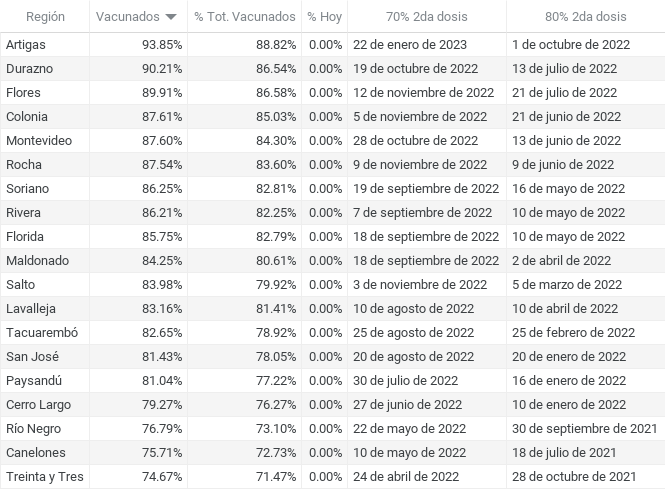 Región Vacunados % Tot. Vacunados % Hoy 70% 2da dosis 80% 2da dosis
Artigas 93.85% 88.82% 0.00% 22 de enero de 2023 1 de octubre de 2022
Durazno 90.21% 86.54% 0.00% 19 de octubre de 2022 13 de julio de 2022
Flores 89.91% 86.58% 0.00% 12 de noviembre de 2022 21 de julio de 2022
Colonia 87.61% 85.03% 0.00% 5 de noviembre de 2022 21 de junio de 2022
Montevideo 87.60% 84.30% 0.00% 28 de octubre de 2022 13 de junio de 2022
Rocha 87.54% 83.60% 0.00% 9 de noviembre de 2022 9 de junio de 2022
Soriano 86.25% 82.81% 0.00% 19 de septiembre de 2022 16 de mayo de 2022
Rivera 86.21% 82.25% 0.00% 7 de septiembre de 2022 10 de mayo de 2022
Florida 85.75% 82.79% 0.00% 18 de septiembre de 2022 10 de mayo de 2022
Maldonado 84.25% 80.61% 0.00% 18 de septiembre de 2022 2 de abril de 2022
Salto 83.98% 79.92% 0.00% 3 de noviembre de 2022 5 de marzo de 2022
Lavalleja 83.16% 81.41% 0.00% 10 de agosto de 2022 10 de abril de 2022
Tacuarembó 82.65% 78.92% 0.00% 25 de agosto de 2022 25 de febrero de 2022
San José 81.43% 78.05% 0.00% 20 de agosto de 2022 20 de enero de 2022
Paysandú 81.04% 77.22% 0.00% 30 de julio de 2022 16 de enero de 2022
Cerro Largo 79.27% 76.27% 0.00% 27 de junio de 2022 10 de enero de 2022
Río Negro 76.79% 73.10% 0.00% 22 de mayo de 2022 30 de septiembre de 2021
Canelones 75.71% 72.73% 0.00% 10 de mayo de 2022 18 de julio de 2021
Treinta y Tres 74.67% 71.47% 0.00% 24 de abril de 2022 28 de octubre de 2021